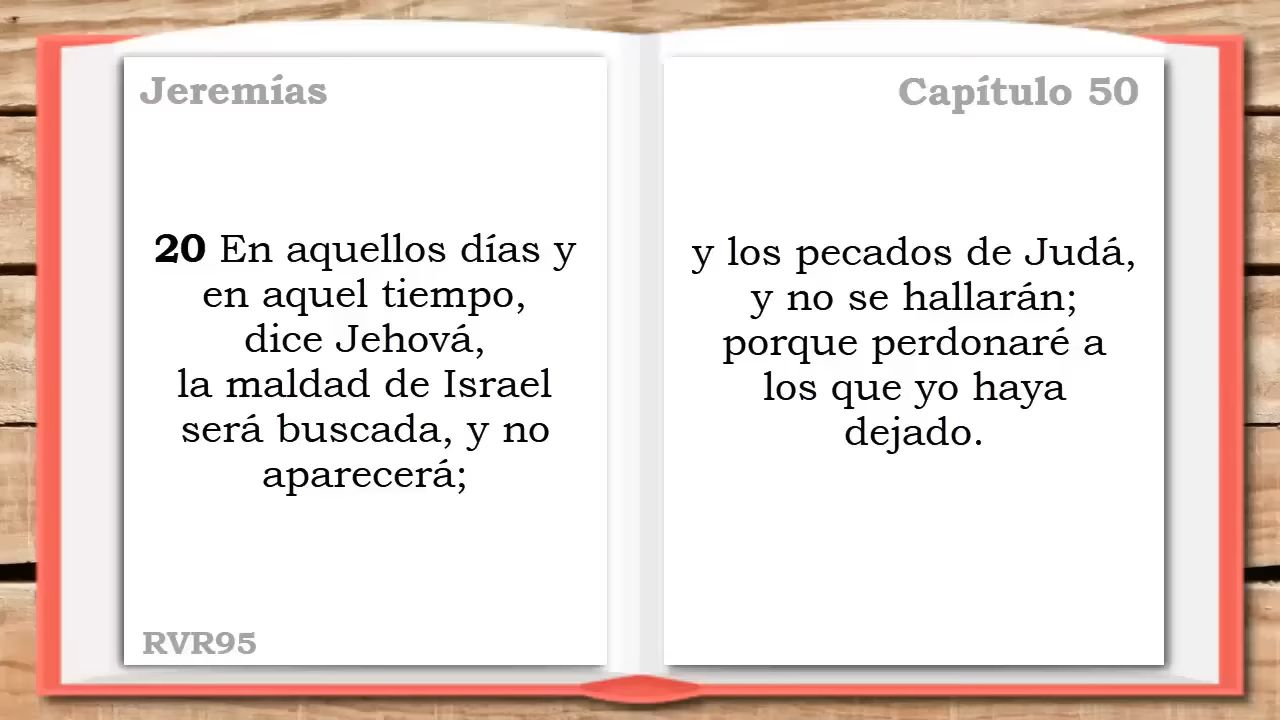 Jeremías
20 En aquellos días y
en aquel tiempo,
dice Jehová,
la maldad de Israel
será buscada, y no
aparecerá;
RVR95
Capítulo 50
y los pecados de Judá,
y no se hallarán;
porque perdonaré a
los que yo haya
dejado.